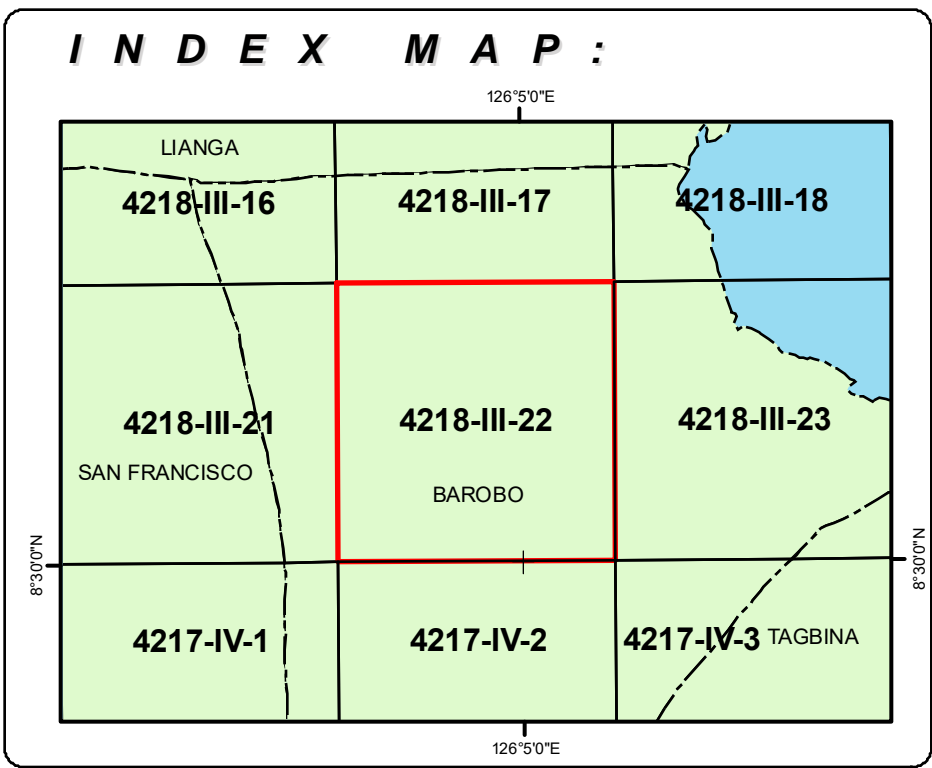 INDEX MAP:
126°5'0"E
LIANGA
4218-III-16
4218-III-17
4218-III-18
4218-III-21
4218-III-22
4218-III-23
SAN FRANCISCO
BAROBO
8°30'0"N
8°30'0"N
4217-IV-1
4217-IV-2
4217-IV-3
TAGBINA
126°5'0"E